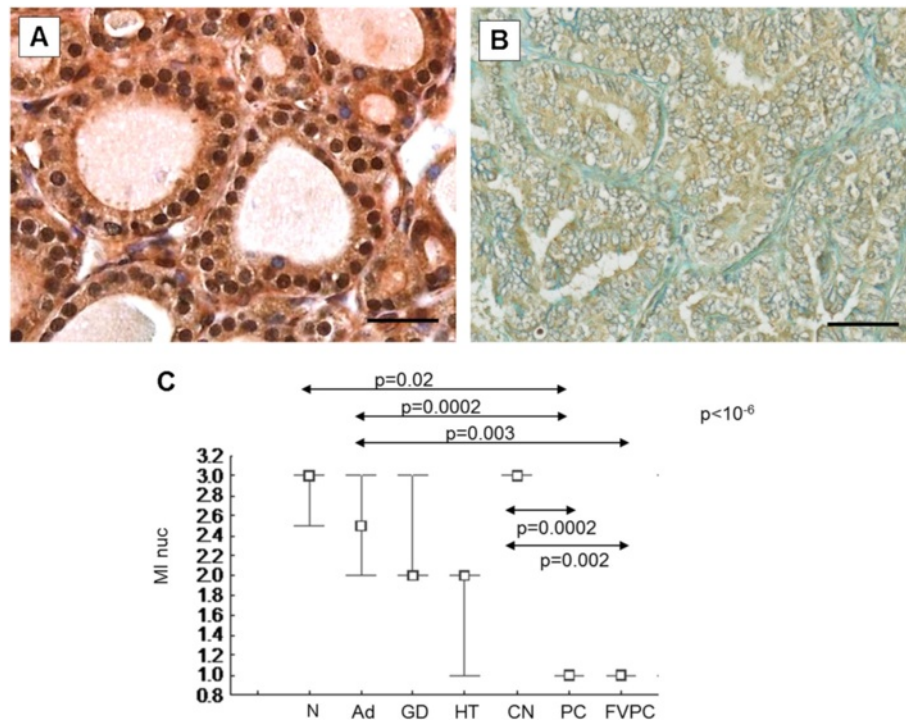 A
B
C
p=0.02
p=0.0002
p<10-6
p=0.003
3.2
3.0
2.8
2.6
2.4
2.2
2.0
1.8
1.6
1.4
1.2
1.0
0.8
MI nuc
p=0.0002
p=0.002
N Ad GD HT CN PC FVPC